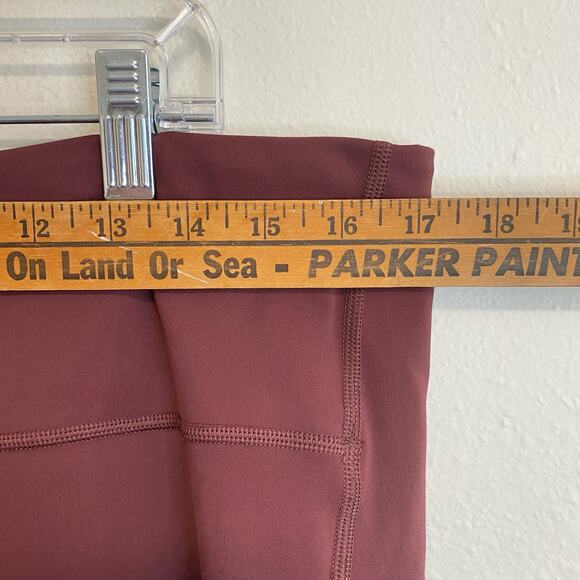 12 13 14 15 16 17 18
On Land Or Sea - PARKER PAINT